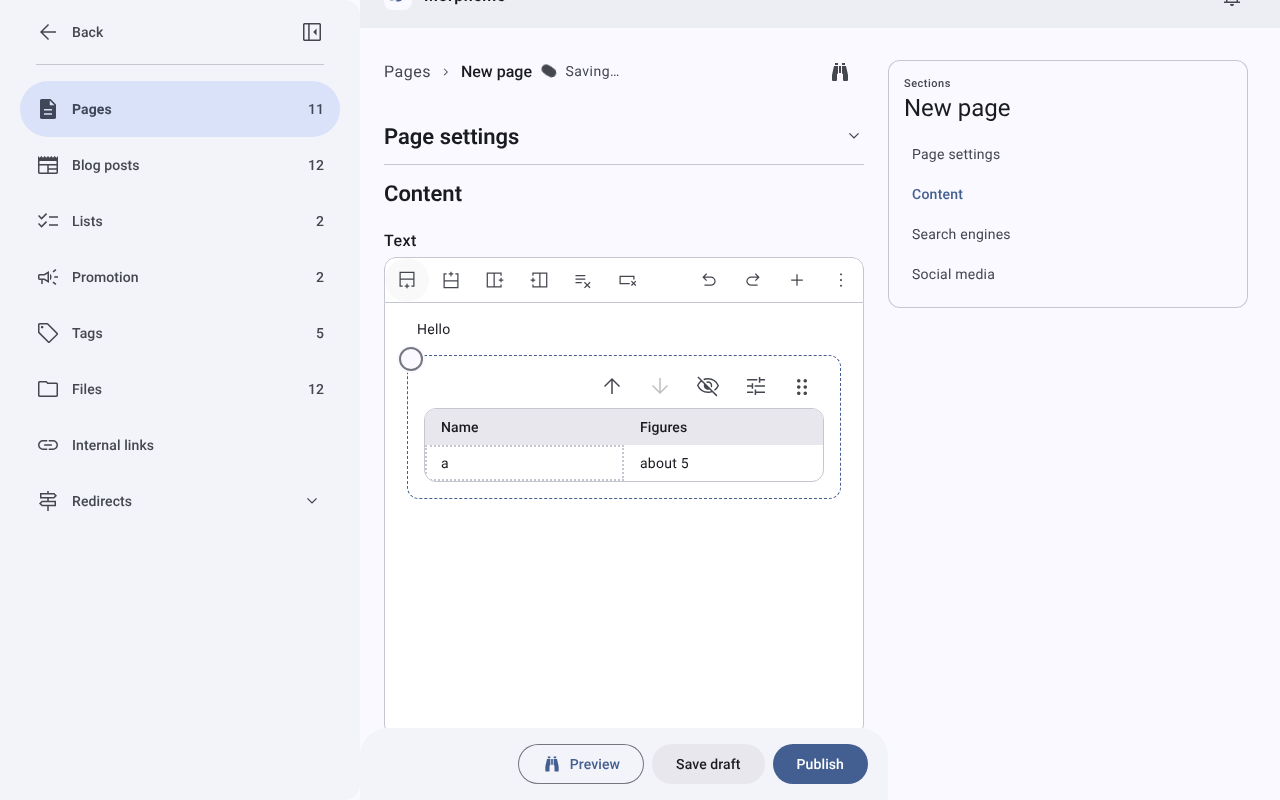 Back
Pages 11
Blog posts 12
Lists 2
Promotion 2
Tags 5
Files 12
Internal links
Redirects
Pages › New page Saving…
Page settings
Content
Text
Hello
Name Figures
a about 5
Preview Save draft Publish
Sections
New page
Page settings
Content
Search engines
Social media